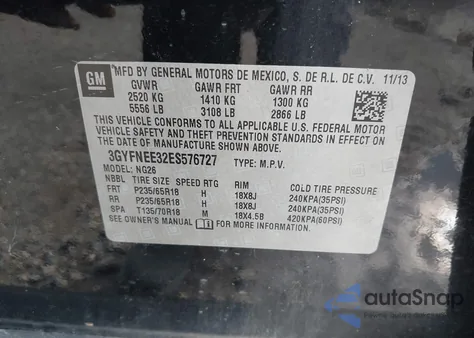 GM
MFD BY GENERAL MOTORS DE MEXICO, S. DE R.L. DE C.V. 11/13
GVWR GAWR FRT GAWR RR
2520 KG 1410 KG 1300 KG
5556 LB 3108 LB 2866 LB
THIS VEHICLE CONFORMS TO ALL APPLICABLE U.S. FEDERAL MOTOR
VEHICLE SAFETY AND THEFT PREVENTION STANDARDS IN EFFECT ON
THE DATE OF MANUFACTURE SHOWN ABOVE.
3GYFNEE32ES576727 TYPE: M.P.V.
MODEL: NG26
NBBL TIRE SIZE SPEED RTG RIM COLD TIRE PRESSURE
FRT P235/65R18 H 18X8J 240KPA(35PSI)
RR P235/65R18 H 18X8J 240KPA(35PSI)
SPA T135/70R18 M 18X4.5B 420KPA(60PSI)
SEE OWNER'S MANUAL FOR MORE INFORMATION.
autoSnap